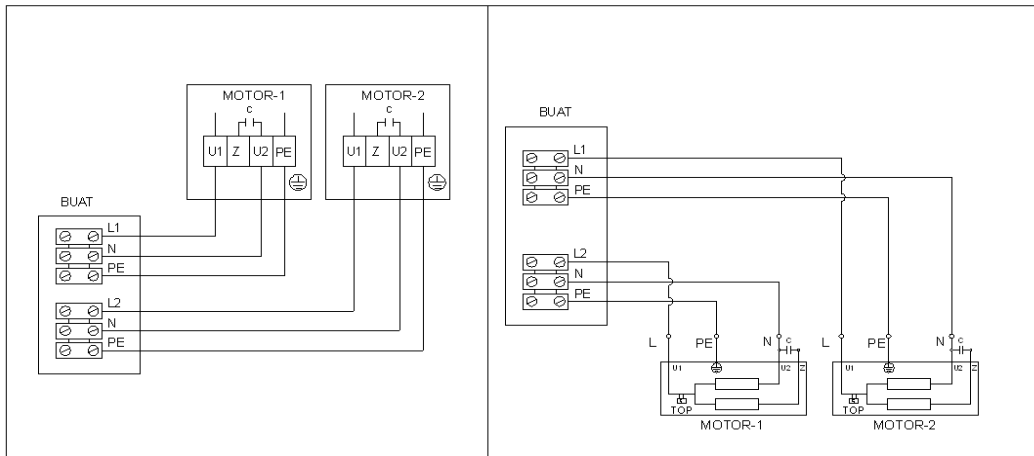 MOTOR-1
MOTOR-2
C
C
U1 Z U2 PE
U1 Z U2 PE
BUAT
L1
N
PE
L2
N
PE
BUAT
L1
N
PE
L2
N
PE
L PE N C
L PE N C
U1 U2 Z
U1 U2 Z
TOP
TOP
MOTOR-1
MOTOR-2